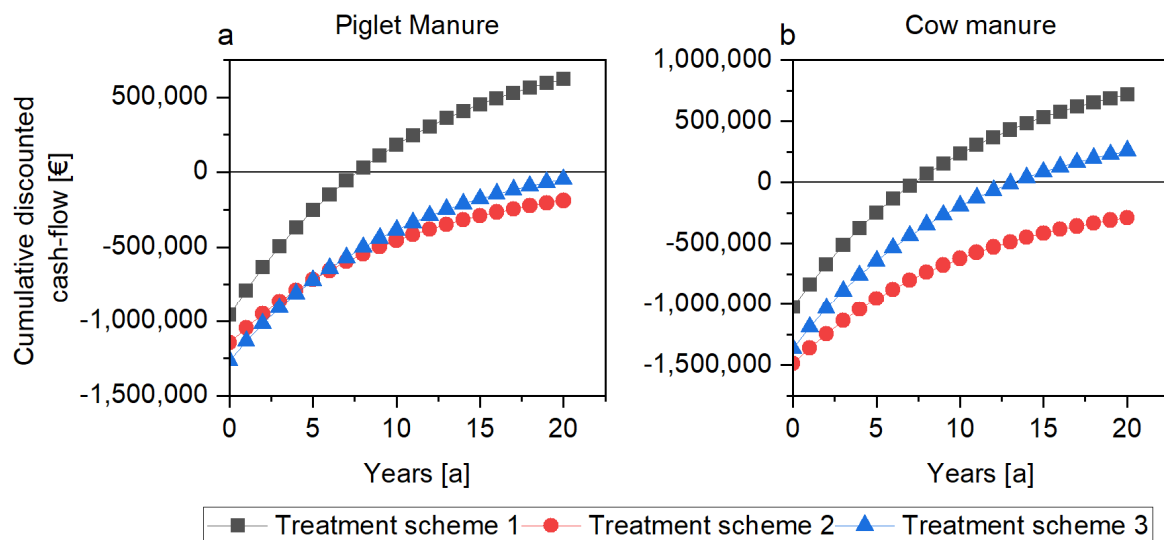 a Piglet Manure
b Cow manure
Cumulative discounted
cash-flow [€]
500,000
0
-500,000
-1,000,000
-1,500,000
0 5 10 15 20
Years [a]
1,000,000
500,000
0
-500,000
-1,000,000
-1,500,000
0 5 10 15 20
Years [a]
Treatment scheme 1 Treatment scheme 2 Treatment scheme 3